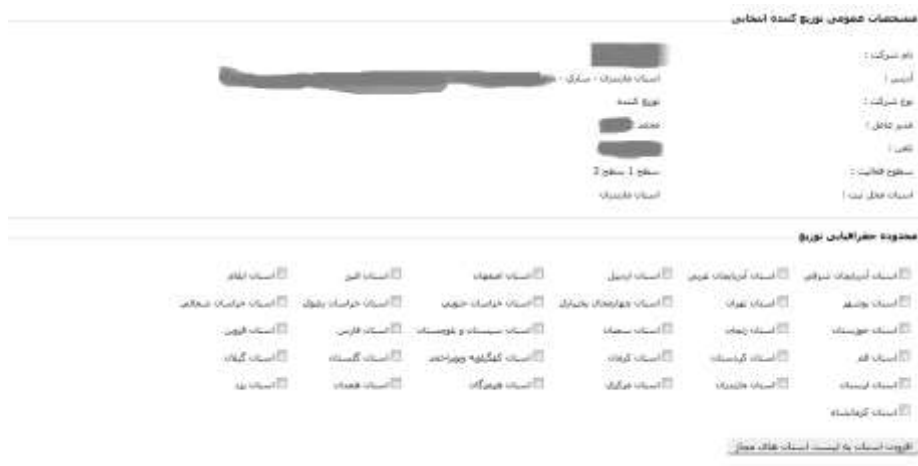 مشخصات عمومی توزیع کننده انتخابی
نام شرکت :
آدرس : استان مازندران - ساری -
نوع شرکت : توزیع کننده
مدیر عامل : محمد
تلفن :
سطوح فعالیت : سطح 1 سطح 2
استان محل ثبت : استان مازندران
محدوده جغرافیایی توزیع
استان آذربایجان شرقی استان آذربایجان غربی استان اردبیل استان اصفهان استان البرز استان ایلام
استان بوشهر استان تهران استان چهارمحال بختیاری استان خراسان جنوبی استان خراسان رضوی استان خراسان شمالی
استان خوزستان استان زنجان استان سمنان استان سیستان و بلوچستان استان فارس استان قزوین
استان قم استان کردستان استان کرمان استان کهگیلویه وبویراحمد استان گلستان استان گیلان
استان لرستان استان مازندران استان مرکزی استان هرمزگان استان همدان استان یزد
استان کرمانشاه
افزودن استان به لیست استان های مجاز